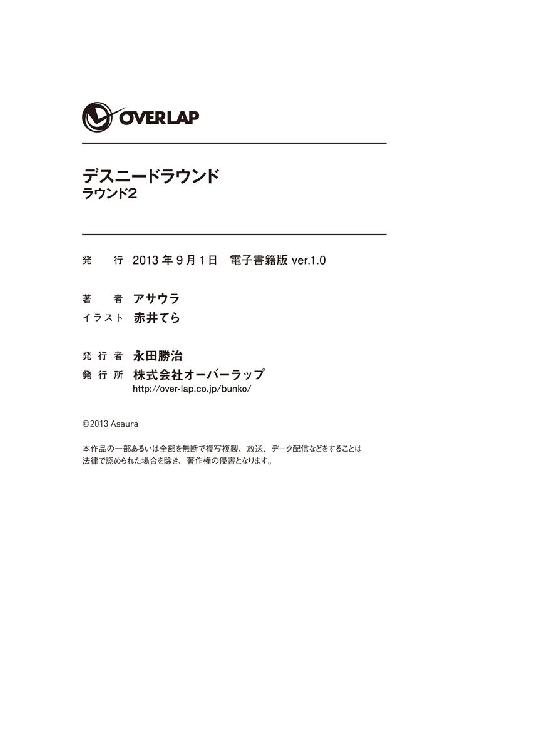 OVERLAP
デスニードラウンド
ラウンド2
発　行 2013年9月1日　電子書籍版 ver.1.0
著　者 アサウラ
イラスト 赤井てら
発行者 永田勝治
発行所 株式会社オーバーラップ
http://over-lap.co.jp/bunko/
©2013 Asaura
本作品の一部あるいは全部を無断で複写複製、放送、データ配信などをすることは
法律で認められた場合を除き、著作権の侵害となります。